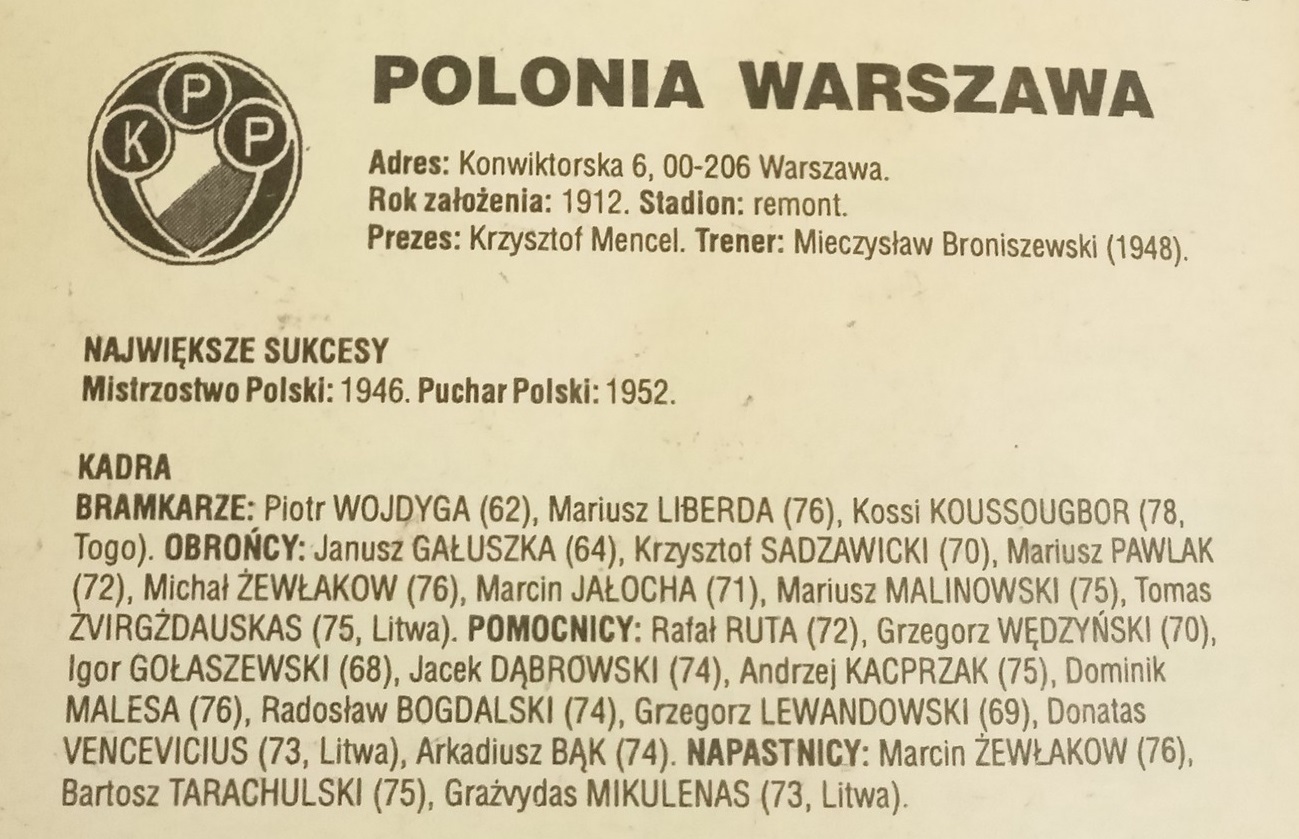 K P P
POLONIA WARSZAWA
Adres: Konwiktorska 6, 00-206 Warszawa.
Rok założenia: 1912. Stadion: remont.
Prezes: Krzysztof Mencel. Trener: Mieczysław Broniszewski (1948).
NAJWIĘKSZE SUKCESY
Mistrzostwo Polski: 1946. Puchar Polski: 1952.
KADRA
BRAMKARZE: Piotr WOJDYGA (62), Mariusz LIBERDA (76), Kossi KOUSSOUGBOR (78,
Togo). OBROŃCY: Janusz GAŁUSZKA (64), Krzysztof SADZAWICKI (70), Mariusz PAWLAK
(72), Michał ŻEWŁAKOW (76), Marcin JAŁOCHA (71), Mariusz MALINOWSKI (75), Tomas
ŻVIRGŻDAUSKAS (75, Litwa). POMOCNICY: Rafał RUTA (72), Grzegorz WĘDZYŃSKI (70),
Igor GOŁASZEWSKI (68), Jacek DĄBROWSKI (74), Andrzej KACPRZAK (75), Dominik
MALESA (76), Radosław BOGDALSKI (74), Grzegorz LEWANDOWSKI (69), Donatas
VENCEVICIUS (73, Litwa), Arkadiusz BĄK (74). NAPASTNICY: Marcin ŻEWŁAKOW (76),
Bartosz TARACHULSKI (75), Grażvydas MIKULENAS (73, Litwa).